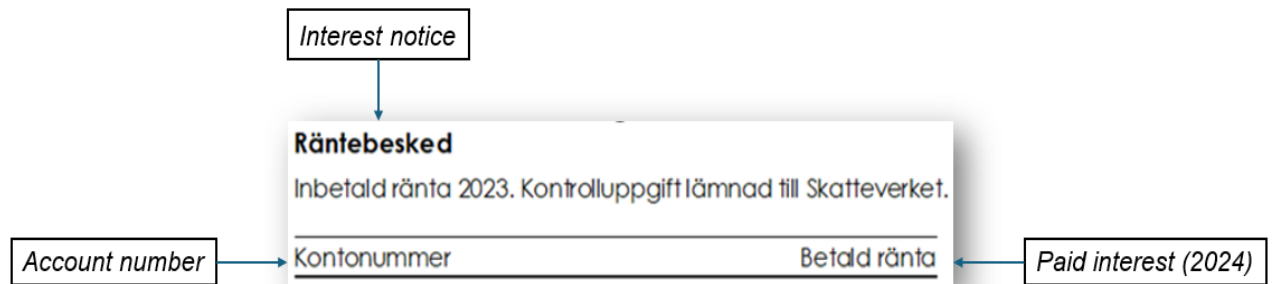 Interest notice
Räntebesked
Inbetald ränta 2023. Kontrolluppgift lämnad till Skatteverket.
Account number
Kontonummer
Betald ränta
Paid interest (2024)